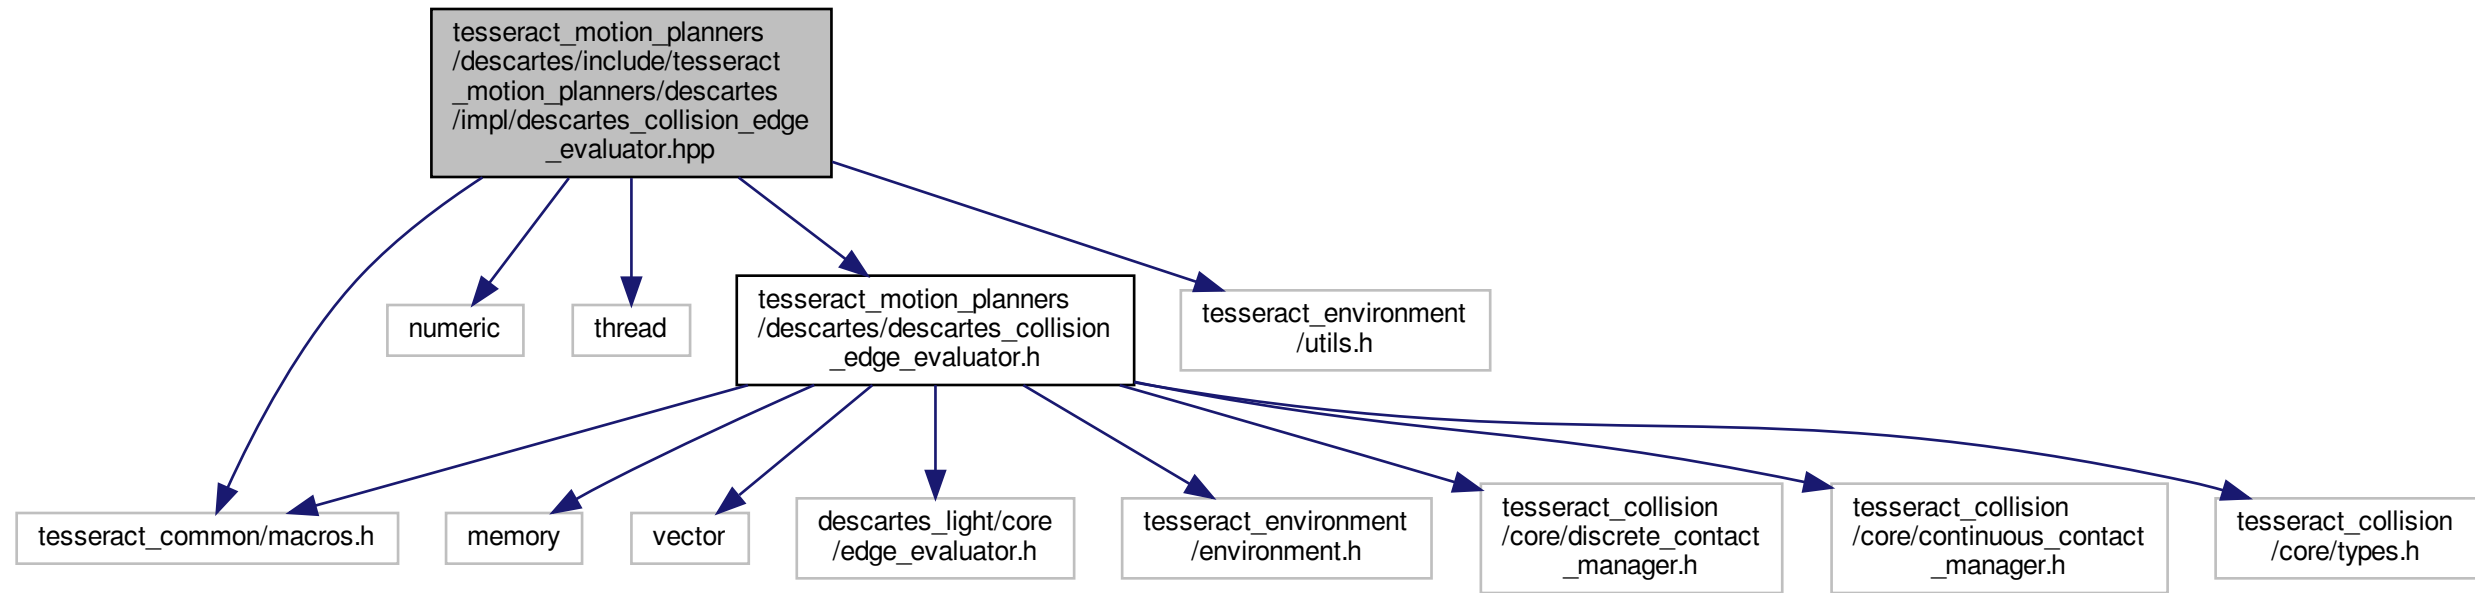 tesseract_motion_planners
/descartes/include/tesseract
_motion_planners/descartes
/impl/descartes_collision_edge
_evaluator.hpp
numeric
thread
tesseract_motion_planners
/descartes/descartes_collision
_edge_evaluator.h
tesseract_environment
/utils.h
tesseract_common/macros.h
memory
vector
descartes_light/core
/edge_evaluator.h
tesseract_environment
/environment.h
tesseract_collision
/core/discrete_contact
_manager.h
tesseract_collision
/core/continuous_contact
_manager.h
tesseract_collision
/core/types.h